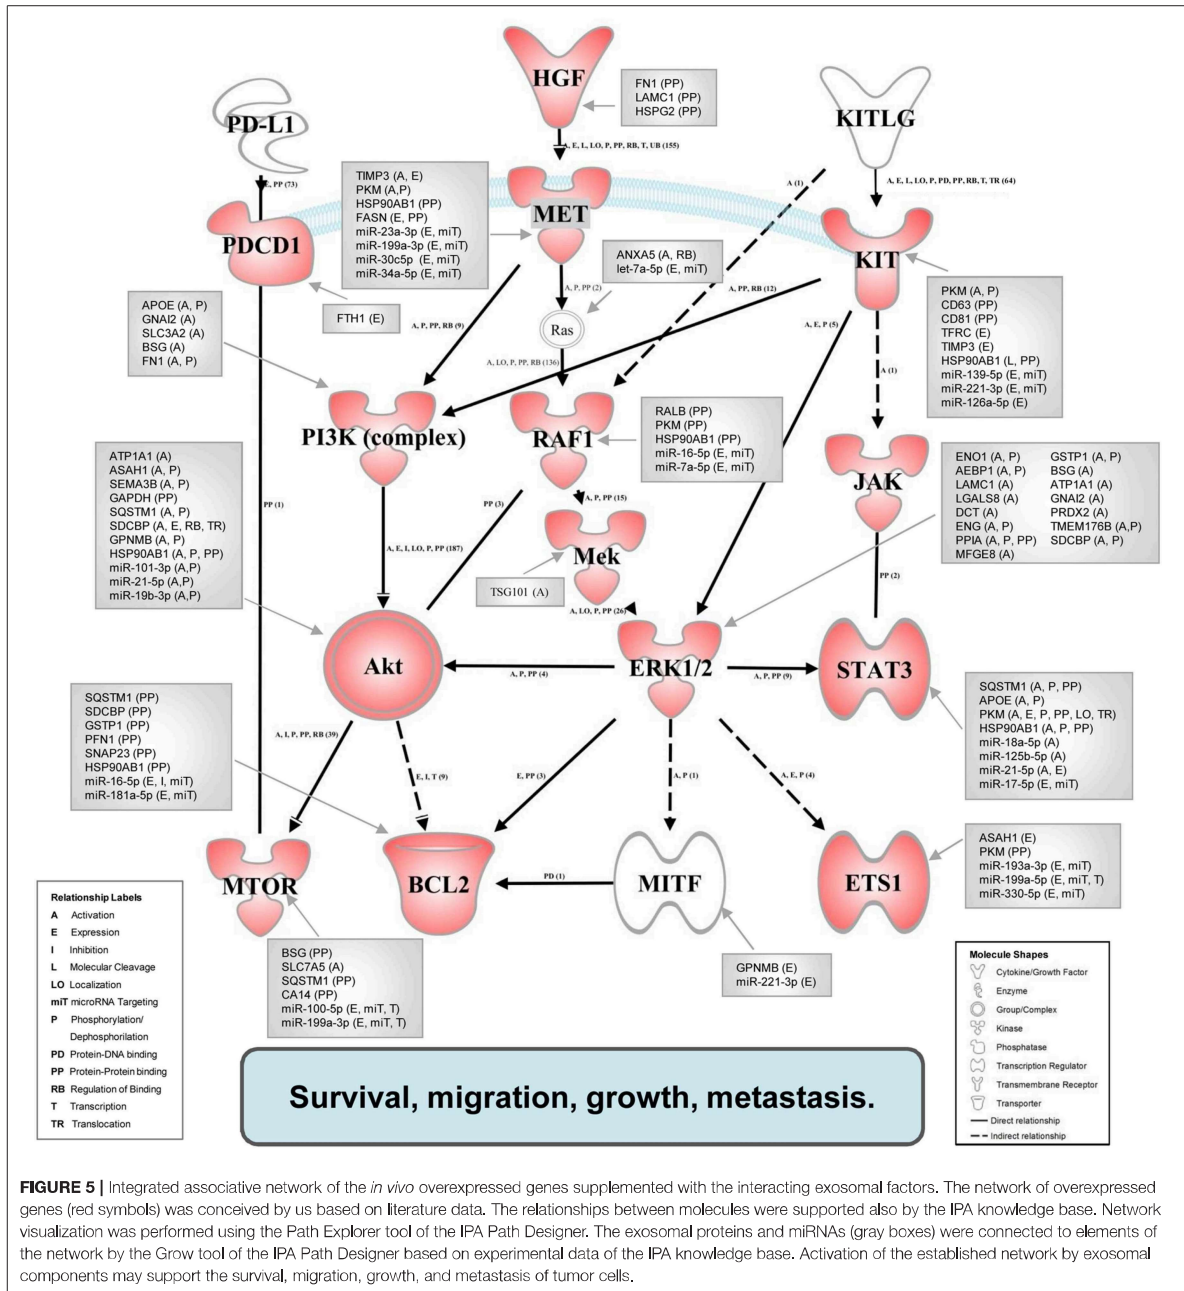 HGF
FN1 (PP)
LAMC1 (PP)
HSPG2 (PP)
PD-L1
KITLG
A, E, L, LO, P, PP, RB, T, UB (155)
E, PP (73)
A (1)
A, E, L, LO, P, PD, PP, RB, T, TR (64)
TIMP3 (A, E)
PKM (A,P)
HSP90AB1 (PP)
FASN (E, PP)
miR-23a-3p (E, miT)
miR-199a-3p (E, miT)
miR-30c5p (E, miT)
miR-34a-5p (E, miT)
MET
PDCD1
KIT
ANXA5 (A, RB)
let-7a-5p (E, miT)
FTH1 (E)
APOE (A, P)
GNAI2 (A)
SLC3A2 (A)
BSG (A)
FN1 (A, P)
A, P, PP (2)
A, PP, RB (12)
PKM (A, P)
CD63 (PP)
CD81 (PP)
TFRC (E)
TIMP3 (E)
HSP90AB1 (L, PP)
miR-139-5p (E, miT)
miR-221-3p (E, miT)
miR-126a-5p (E)
A, P, PP, RB (9)
Ras
A, E, P (5)
A, LO, P, PP, RB (136)
A (1)
PI3K (complex)
RAF1
RALB (PP)
PKM (PP)
HSP90AB1 (PP)
miR-16-5p (E, miT)
miR-7a-5p (E, miT)
ATP1A1 (A)
ASAH1 (A, P)
SEMA3B (A, P)
GAPDH (PP)
SQSTM1 (A, P)
SDCBP (A, E, RB, TR)
GPNMB (A, P)
HSP90AB1 (A, P, PP)
miR-101-3p (A,P)
miR-21-5p (A,P)
miR-19b-3p (A,P)
PP (1)
PP (3)
A, P, PP (15)
JAK
ENO1 (A, P)
AEBP1 (A, P)
LAMC1 (A)
LGALS8 (A)
DCT (A)
ENG (A, P)
PPIA (A, P, PP)
MFGE8 (A)
GSTP1 (A, P)
BSG (A)
ATP1A1 (A)
GNAI2 (A)
PRDX2 (A)
TMEM176B (A,P)
SDCBP (A, P)
A, E, I, LO, P, PP (187)
Mek
TSG101 (A)
PP (2)
A, LO, P, PP (26)
Akt
ERK1/2
STAT3
A, P, PP (4)
A, P, PP (9)
SQSTM1 (PP)
SDCBP (PP)
GSTP1 (PP)
PFN1 (PP)
SNAP23 (PP)
HSP90AB1 (PP)
miR-16-5p (E, I, miT)
miR-181a-5p (E, miT)
SQSTM1 (A, P, PP)
APOE (A, P)
PKM (A, E, P, PP, LO, TR)
HSP90AB1 (A, P, PP)
miR-18a-5p (A)
miR-125b-5p (A)
miR-21-5p (A, E)
miR-17-5p (E, miT)
A, I, P, PP, RB (39)
E, I, T (9)
E, PP (3)
A, P (1)
A, E, P (4)
MTOR
BCL2
PD (1)
MITF
ETS1
ASAH1 (E)
PKM (PP)
miR-193a-3p (E, miT)
miR-199a-5p (E, miT, T)
miR-330-5p (E, miT)
BSG (PP)
SLC7A5 (A)
SQSTM1 (PP)
CA14 (PP)
miR-100-5p (E, miT, T)
miR-199a-3p (E, miT, T)
GPNMB (E)
miR-221-3p (E)
Relationship Labels
A Activation
E Expression
I Inhibition
L Molecular Cleavage
LO Localization
miT microRNA Targeting
P Phosphorylation/
Dephosphorilation
PD Protein-DNA binding
PP Protein-Protein binding
RB Regulation of Binding
T Transcription
TR Translocation
Molecule Shapes
Cytokine/Growth Factor
Enzyme
Group/Complex
Kinase
Phosphatase
Transcription Regulator
Transmembrane Receptor
Transporter
Direct relationship
Indirect relationship
Survival, migration, growth, metastasis.
FIGURE 5 | Integrated associative network of the in vivo overexpressed genes supplemented with the interacting exosomal factors. The network of overexpressed
genes (red symbols) was conceived by us based on literature data. The relationships between molecules were supported also by the IPA knowledge base. Network
visualization was performed using the Path Explorer tool of the IPA Path Designer. The exosomal proteins and miRNAs (gray boxes) were connected to elements of
the network by the Grow tool of the IPA Path Designer based on experimental data of the IPA knowledge base. Activation of the established network by exosomal
components may support the survival, migration, growth, and metastasis of tumor cells.